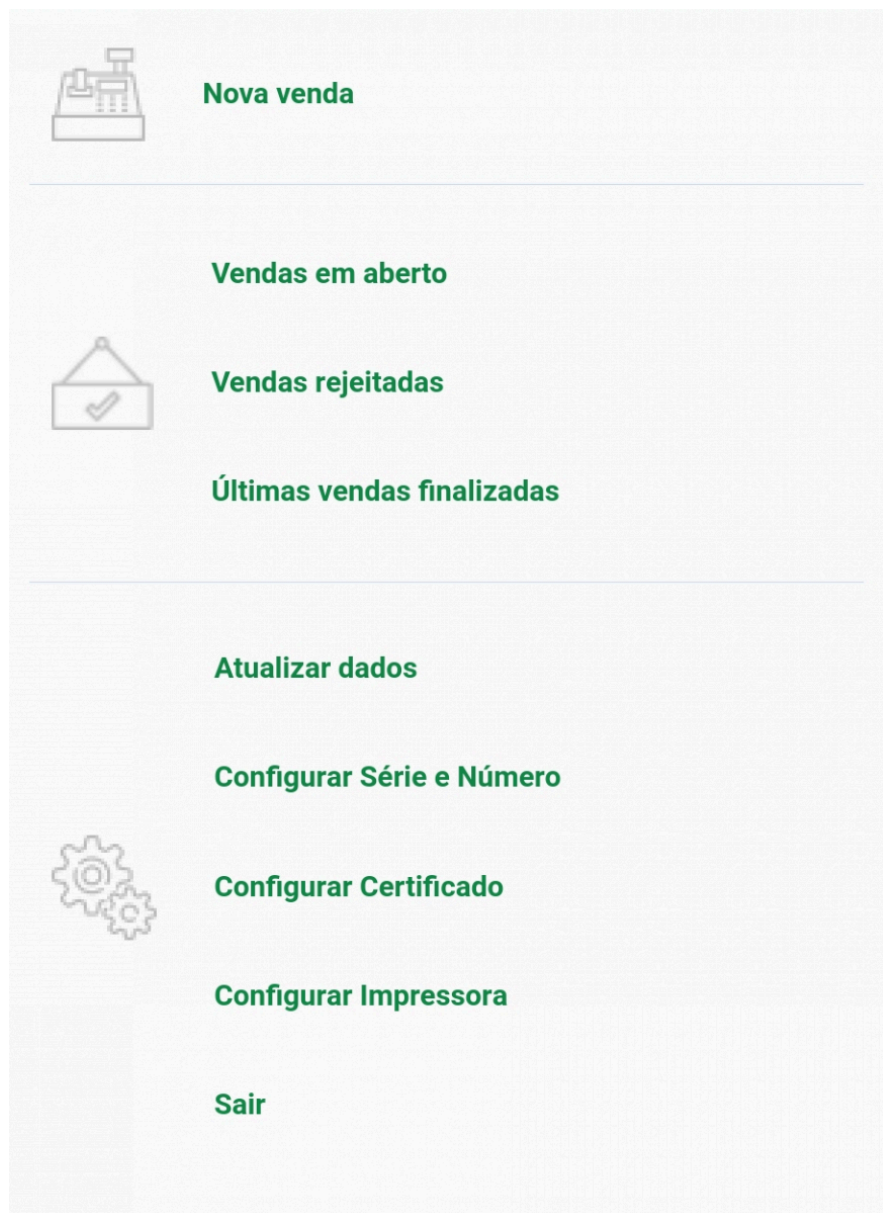 Nova venda
Vendas em aberto
Vendas rejeitadas
Últimas vendas finalizadas
Atualizar dados
Configurar Série e Número
Configurar Certificado
Configurar Impressora
Sair